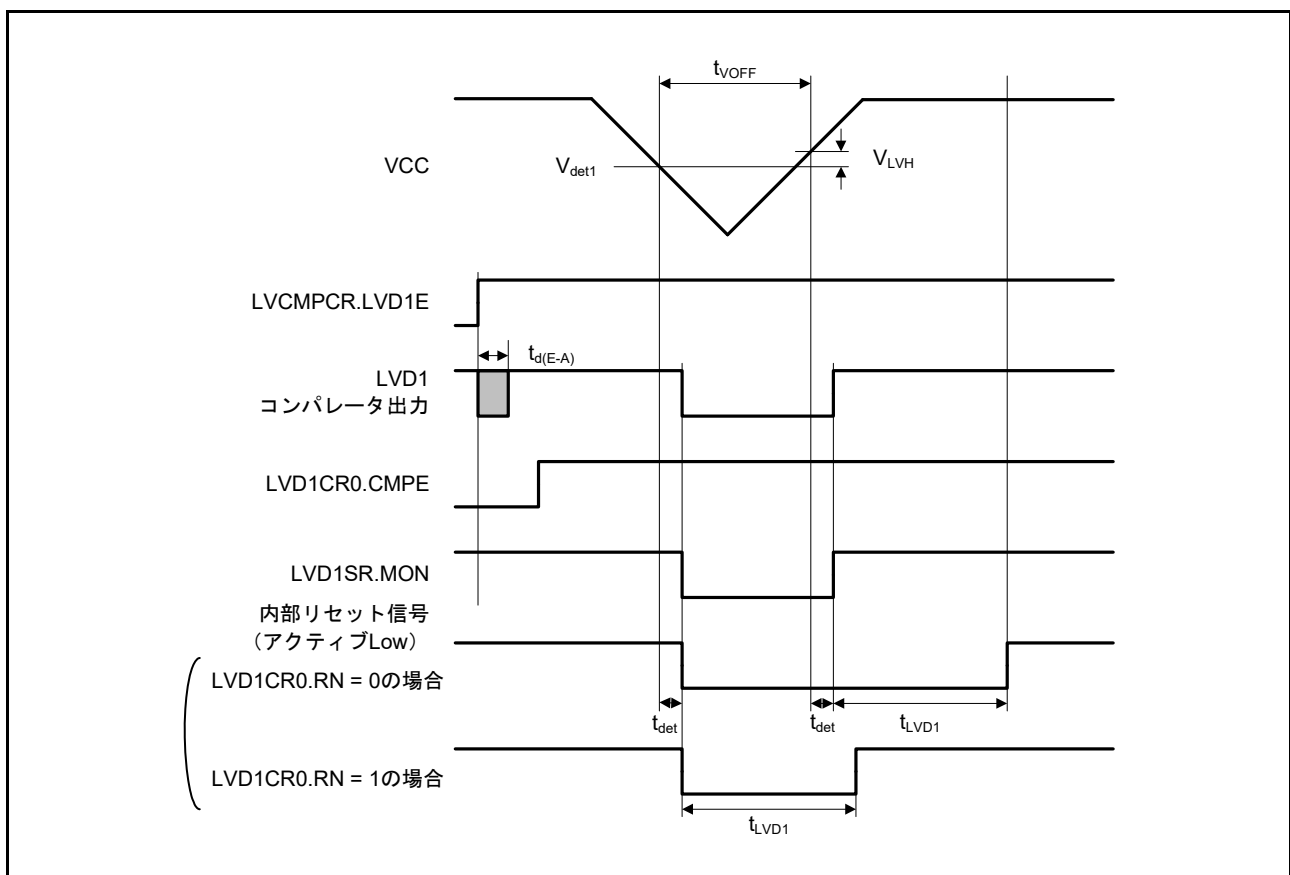 tVOFF
VCC
Vdet1
VLVH
LVCMPCR.LVD1E
td(E-A)
LVD1
コンパレータ出力
LVD1CR0.CMPE
LVD1SR.MON
内部リセット信号
(アクティブLow)
LVD1CR0.RN = 0の場合
tdet
tdet
tLVD1
LVD1CR0.RN = 1の場合
tLVD1